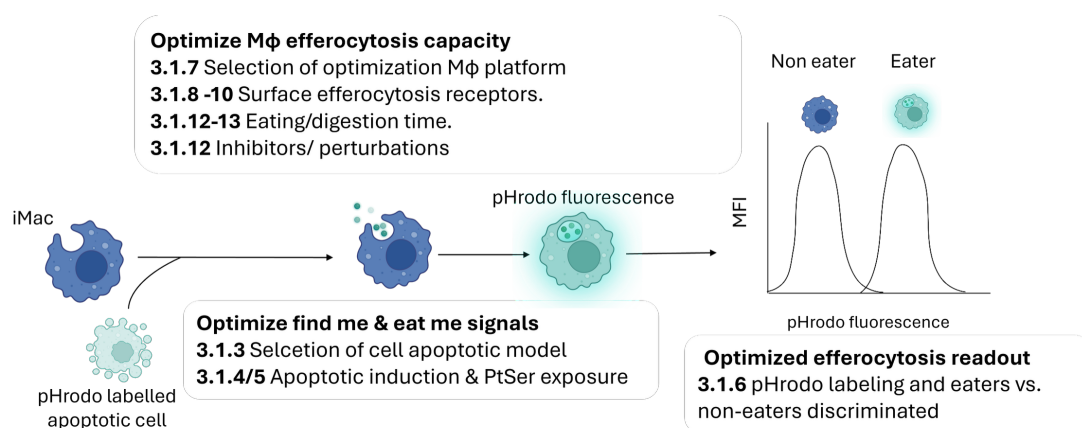 Optimize Mϕ efferocytosis capacity
3.1.7 Selection of optimization Mϕ platform
3.1.8 -10 Surface efferocytosis receptors.
3.1.12-13 Eating/digestion time.
3.1.12 Inhibitors/ perturbations
Non eater
Eater
iMac
pHrodo fluorescence
MFI
pHrodo fluorescence
pHrodo labelled
apoptotic cell
Optimize find me & eat me signals
3.1.3 Selcetion of cell apoptotic model
3.1.4/5 Apoptotic induction & PtSer exposure
Optimized efferocytosis readout
3.1.6 pHrodo labeling and eaters vs.
non-eaters discriminated